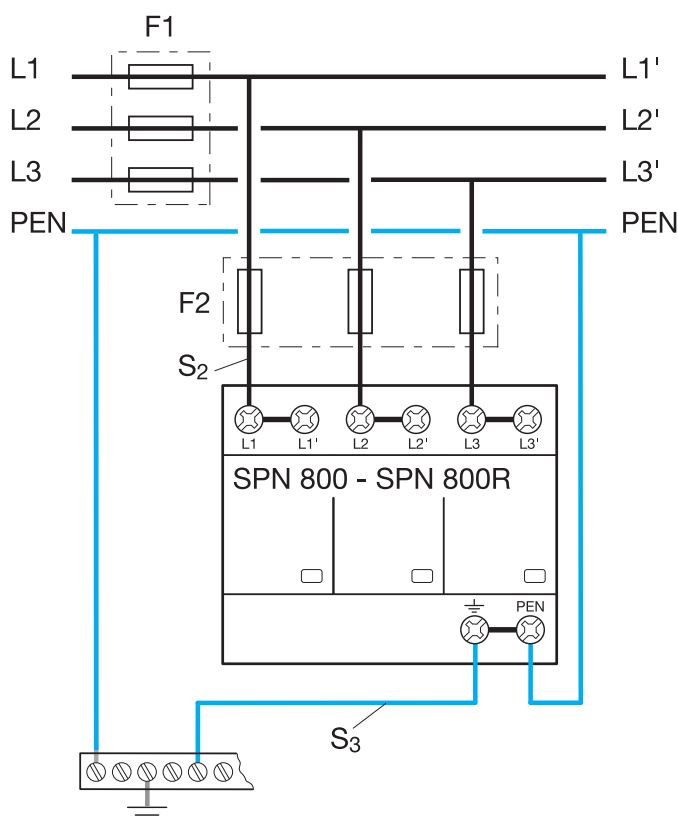 F1
L1 L1'
L2 L2'
L3 L3'
PEN PEN
F2
S2
L1 L1' L2 L2' L3 L3'
SPN 800 - SPN 800R
PEN
S3